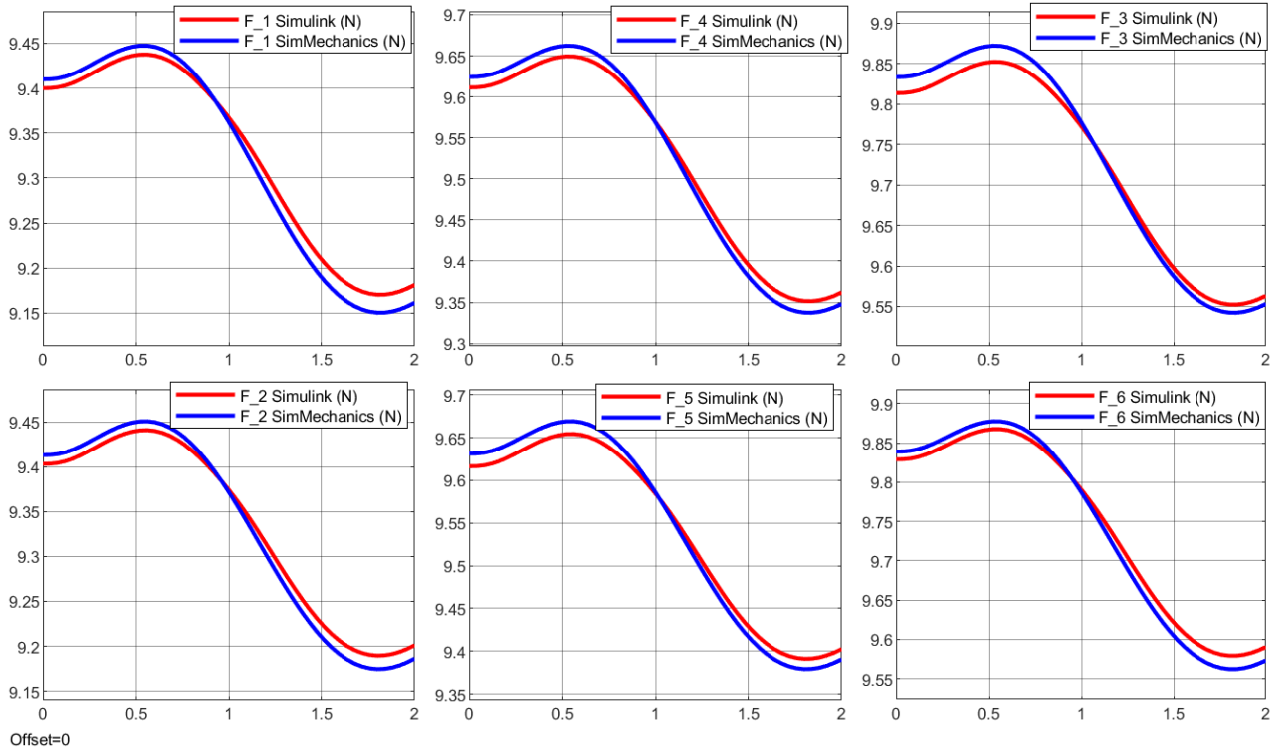 F_1 Simulink (N)
F_1 SimMechanics (N)
9.45
9.4
9.35
9.3
9.25
9.2
9.15
0 0.5 1 1.5 2
F_4 Simulink (N)
F_4 SimMechanics (N)
9.7
9.65
9.6
9.55
9.5
9.45
9.4
9.35
9.3
0 0.5 1 1.5 2
F_3 Simulink (N)
F_3 SimMechanics (N)
9.9
9.85
9.8
9.75
9.7
9.65
9.6
9.55
0 0.5 1 1.5 2
F_2 Simulink (N)
F_2 SimMechanics (N)
9.45
9.4
9.35
9.3
9.25
9.2
9.15
0 0.5 1 1.5 2
F_5 Simulink (N)
F_5 SimMechanics (N)
9.7
9.65
9.6
9.55
9.5
9.45
9.4
9.35
0 0.5 1 1.5 2
F_6 Simulink (N)
F_6 SimMechanics (N)
9.9
9.85
9.8
9.75
9.7
9.65
9.6
9.55
0 0.5 1 1.5 2
Offset=0